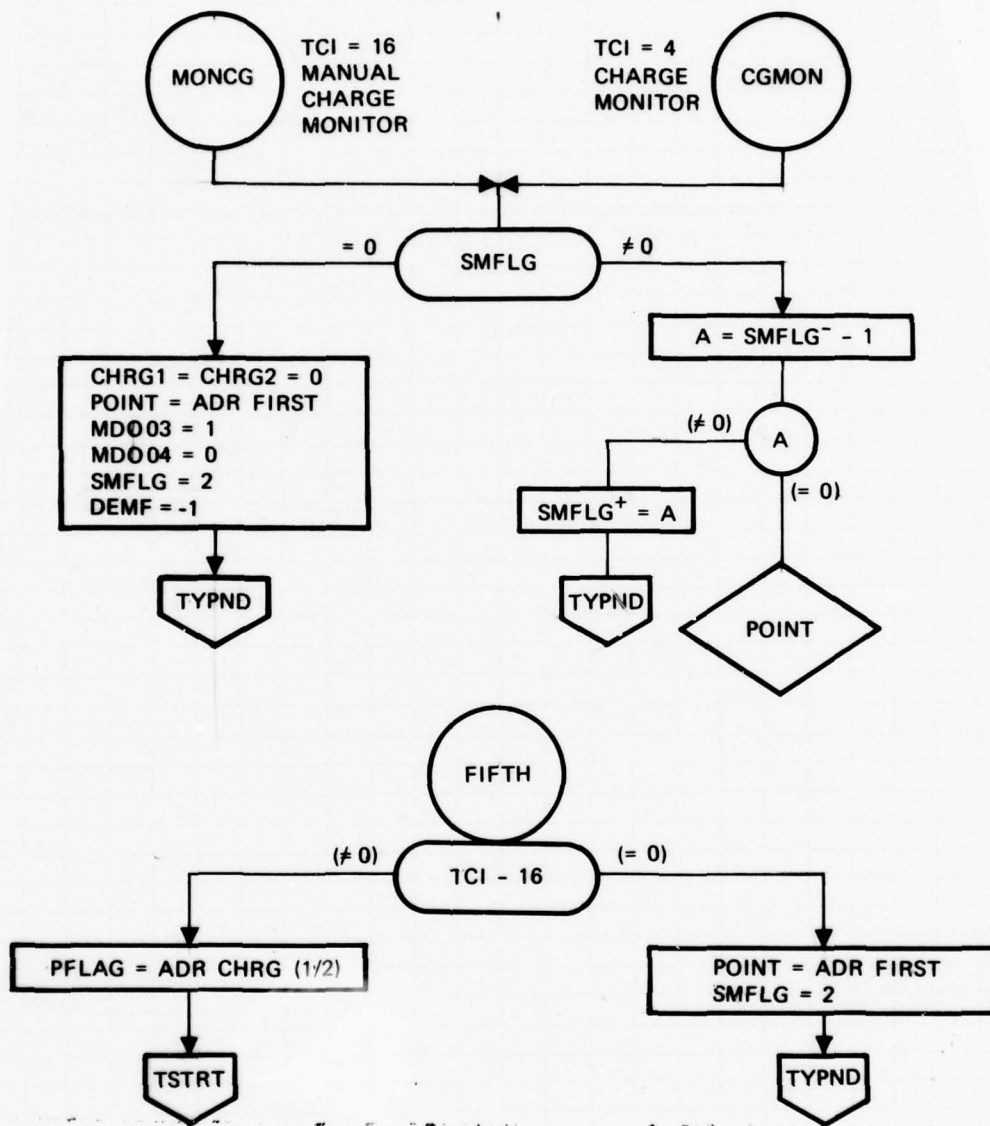 MONCG
TCI = 16
MANUAL
CHARGE
MONITOR
TCI = 4
CHARGE
MONITOR
CGMON
= 0
SMFLG
≠ 0
CHRG1 = CHRG2 = 0
POINT = ADR FIRST
MDO03 = 1
MDO04 = 0
SMFLG = 2
DEMF = -1
TYPND
A = SMFLG⁻ - 1
(≠ 0)
A
(= 0)
SMFLG⁺ = A
TYPND
POINT
FIFTH
(≠ 0)
TCI - 16
(= 0)
PFLAG = ADR CHRG (1/2)
TSTRT
POINT = ADR FIRST
SMFLG = 2
TYPND